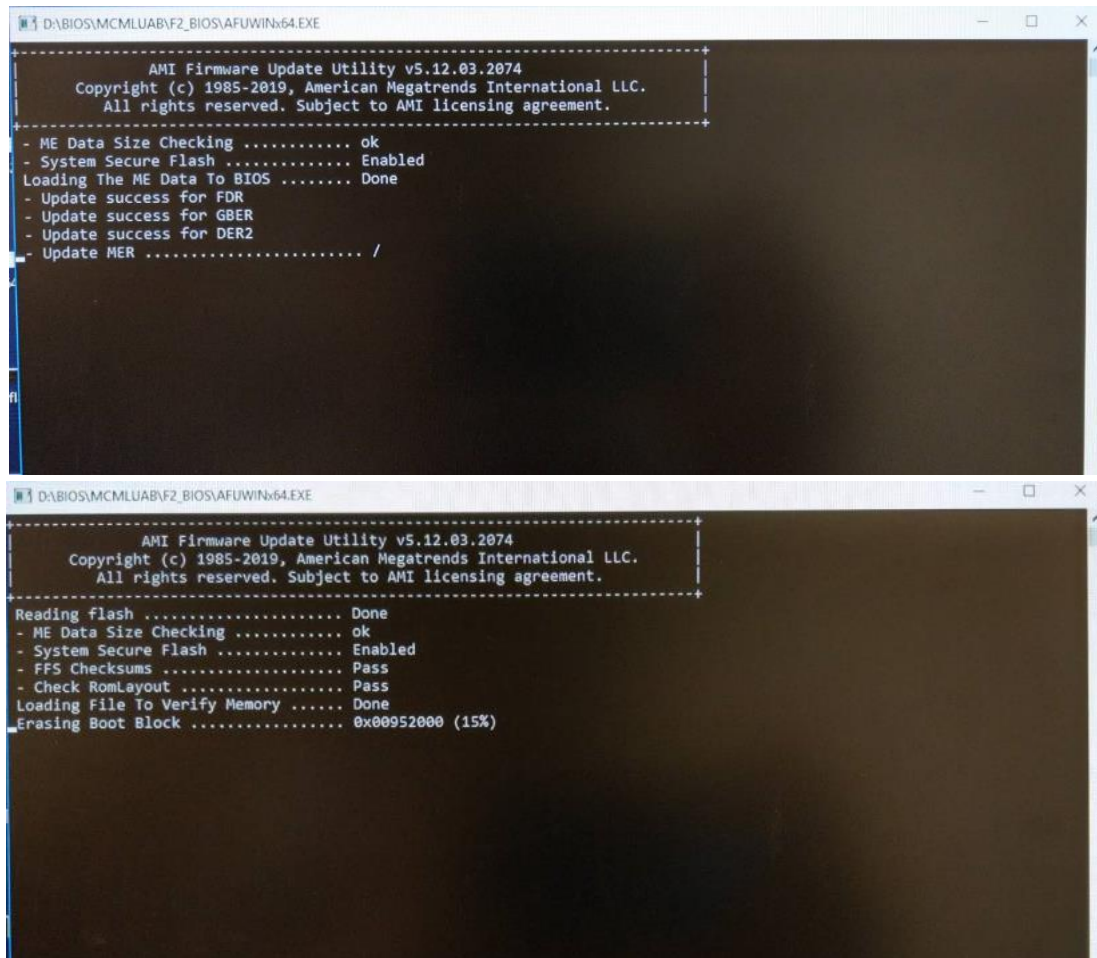 D:\BIOS\MCMLUAB\F2_BIOS\AFUWINx64.EXE
AMI Firmware Update Utility v5.12.03.2074
Copyright (c) 1985-2019, American Megatrends International LLC.
All rights reserved. Subject to AMI licensing agreement.
- ME Data Size Checking ............ ok
- System Secure Flash .............. Enabled
Loading The ME Data To BIOS ........ Done
- Update success for FDR
- Update success for GBER
- Update success for DER2
- Update MER ........................ /
fl
D:\BIOS\MCMLUAB\F2_BIOS\AFUWINx64.EXE
AMI Firmware Update Utility v5.12.03.2074
Copyright (c) 1985-2019, American Megatrends International LLC.
All rights reserved. Subject to AMI licensing agreement.
Reading flash ...................... Done
- ME Data Size Checking ............ ok
- System Secure Flash .............. Enabled
- FFS Checksums .................... Pass
- Check RomLayout .................. Pass
Loading File To Verify Memory ...... Done
Erasing Boot Block ................. 0x00952000 (15%)